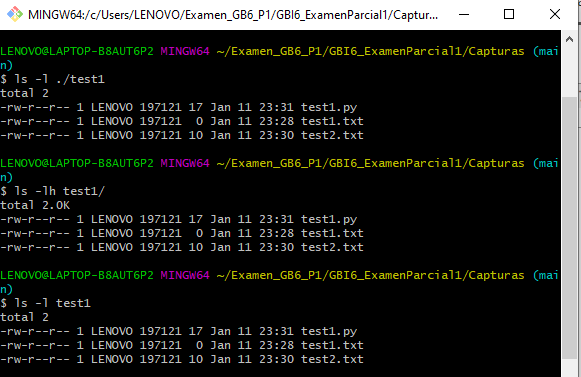 MINGW64:/c/Users/LENOVO/Examen_GB6_P1/GBI6_ExamenParcial1/Captur...
LENOVO@LAPTOP-B8AUT6P2 MINGW64 ~/Examen_GB6_P1/GBI6_ExamenParcial1/Capturas (mai
n)
$ ls -l ./test1
total 2
-rw-r--r-- 1 LENOVO 197121 17 Jan 11 23:31 test1.py
-rw-r--r-- 1 LENOVO 197121  0 Jan 11 23:28 test1.txt
-rw-r--r-- 1 LENOVO 197121 10 Jan 11 23:30 test2.txt
LENOVO@LAPTOP-B8AUT6P2 MINGW64 ~/Examen_GB6_P1/GBI6_ExamenParcial1/Capturas (mai
n)
$ ls -lh test1/
total 2.0K
-rw-r--r-- 1 LENOVO 197121 17 Jan 11 23:31 test1.py
-rw-r--r-- 1 LENOVO 197121  0 Jan 11 23:28 test1.txt
-rw-r--r-- 1 LENOVO 197121 10 Jan 11 23:30 test2.txt
LENOVO@LAPTOP-B8AUT6P2 MINGW64 ~/Examen_GB6_P1/GBI6_ExamenParcial1/Capturas (mai
n)
$ ls -l test1
total 2
-rw-r--r-- 1 LENOVO 197121 17 Jan 11 23:31 test1.py
-rw-r--r-- 1 LENOVO 197121  0 Jan 11 23:28 test1.txt
-rw-r--r-- 1 LENOVO 197121 10 Jan 11 23:30 test2.txt